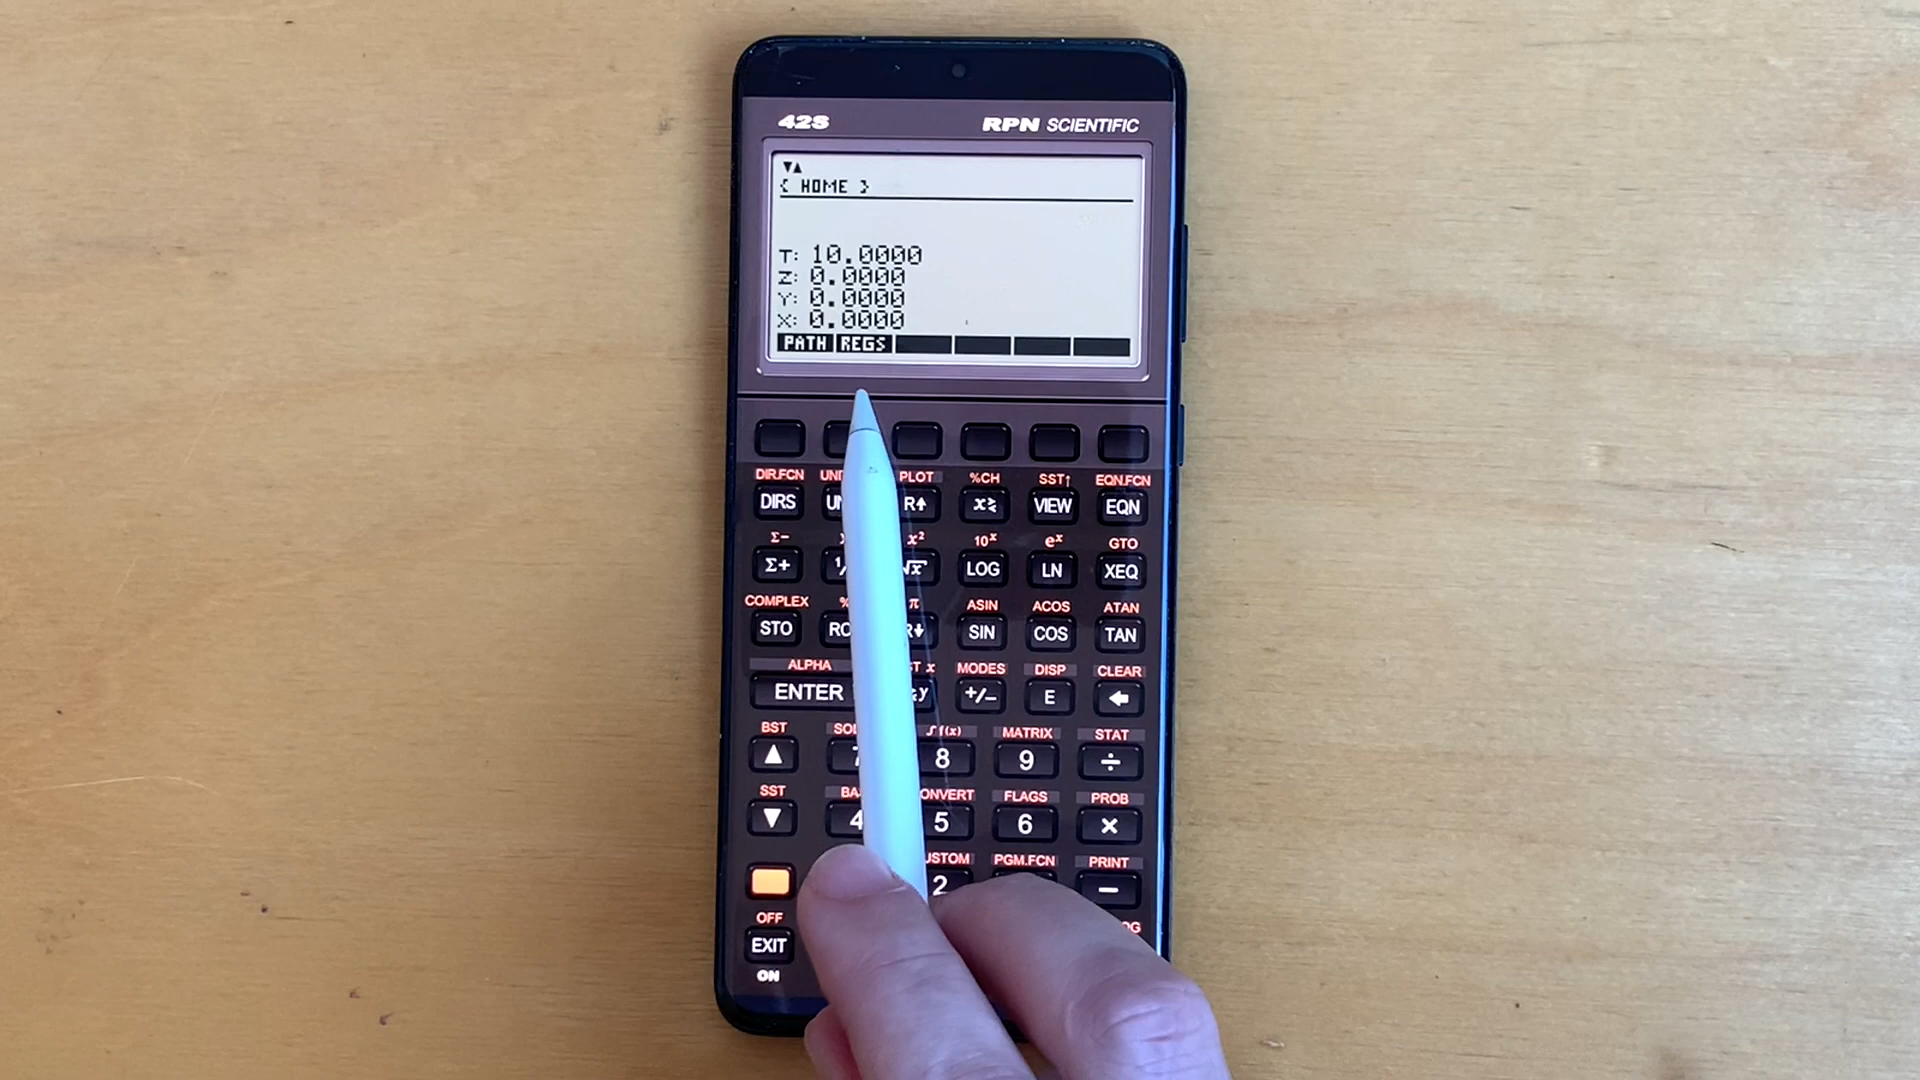 42S RPN SCIENTIFIC
▼▲
{ HOME }
T: 10.0000
Z: 0.0000
Y: 0.0000
X: 0.0000
PATH REGS
DIR.FCN PLOT %CH SST↑ EQN.FCN
DIRS R↑ x≷ VIEW EQN
Σ− x² 10ˣ eˣ GTO
Σ+ √x LOG LN XEQ
COMPLEX % π ASIN ACOS ATAN
STO R↓ SIN COS TAN
ALPHA x MODES DISP CLEAR
ENTER +/− E ←
BST ∫f(x) MATRIX STAT
▲ 7 8 9 ÷
SST FLAGS PROB
▼ 4 5 6 ×
PGM.FCN PRINT
2 −
OFF
EXIT
ON